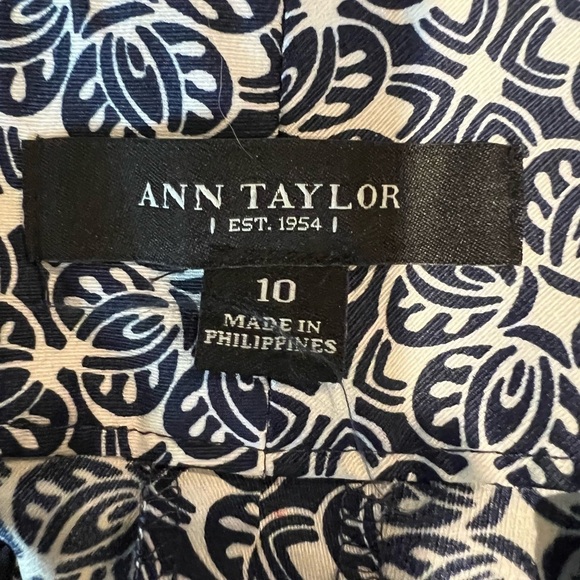 ANN TAYLOR
EST. 1954
10
MADE IN
PHILIPPINES